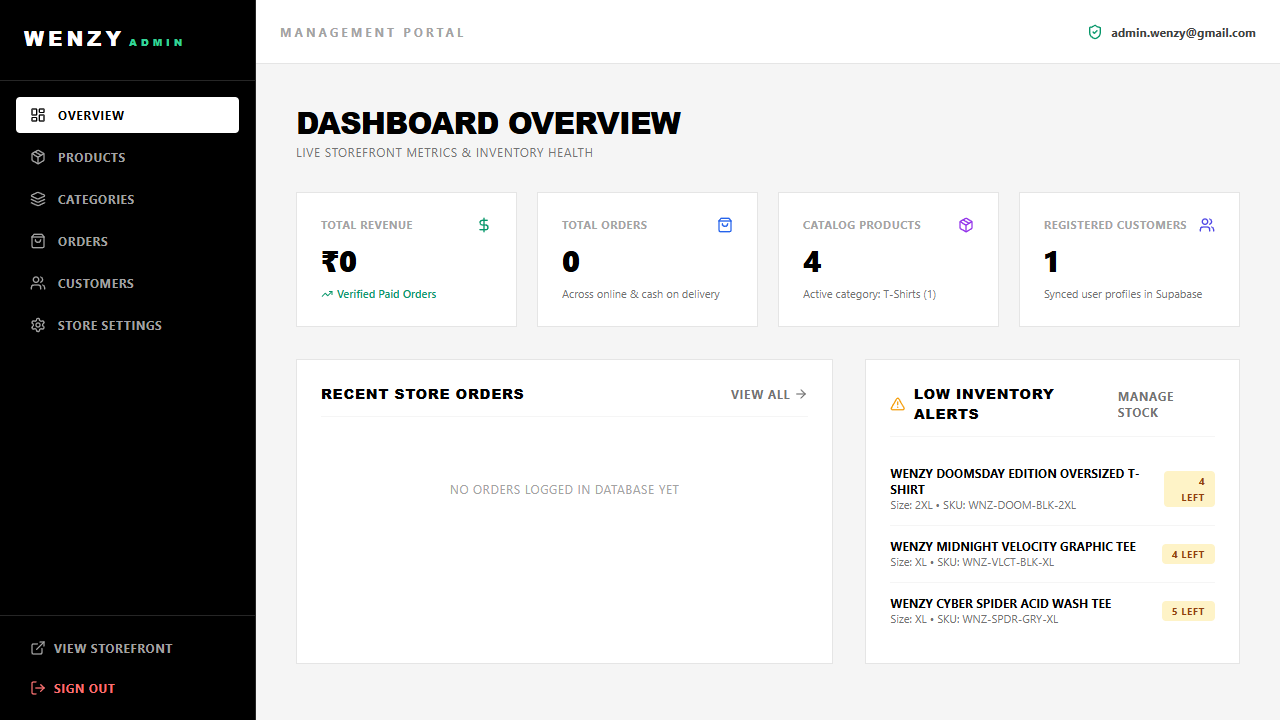 WENZY ADMIN
MANAGEMENT PORTAL
admin.wenzy@gmail.com
OVERVIEW
PRODUCTS
CATEGORIES
ORDERS
CUSTOMERS
STORE SETTINGS
VIEW STOREFRONT
SIGN OUT
DASHBOARD OVERVIEW
LIVE STOREFRONT METRICS & INVENTORY HEALTH
TOTAL REVENUE
₹0
Verified Paid Orders
TOTAL ORDERS
0
Across online & cash on delivery
CATALOG PRODUCTS
4
Active category: T-Shirts (1)
REGISTERED CUSTOMERS
1
Synced user profiles in Supabase
RECENT STORE ORDERS
VIEW ALL →
NO ORDERS LOGGED IN DATABASE YET
LOW INVENTORY
ALERTS
MANAGE
STOCK
WENZY DOOMSDAY EDITION OVERSIZED T-
SHIRT
Size: 2XL • SKU: WNZ-DOOM-BLK-2XL
4
LEFT
WENZY MIDNIGHT VELOCITY GRAPHIC TEE
Size: XL • SKU: WNZ-VLCT-BLK-XL
4 LEFT
WENZY CYBER SPIDER ACID WASH TEE
Size: XL • SKU: WNZ-SPDR-GRY-XL
5 LEFT